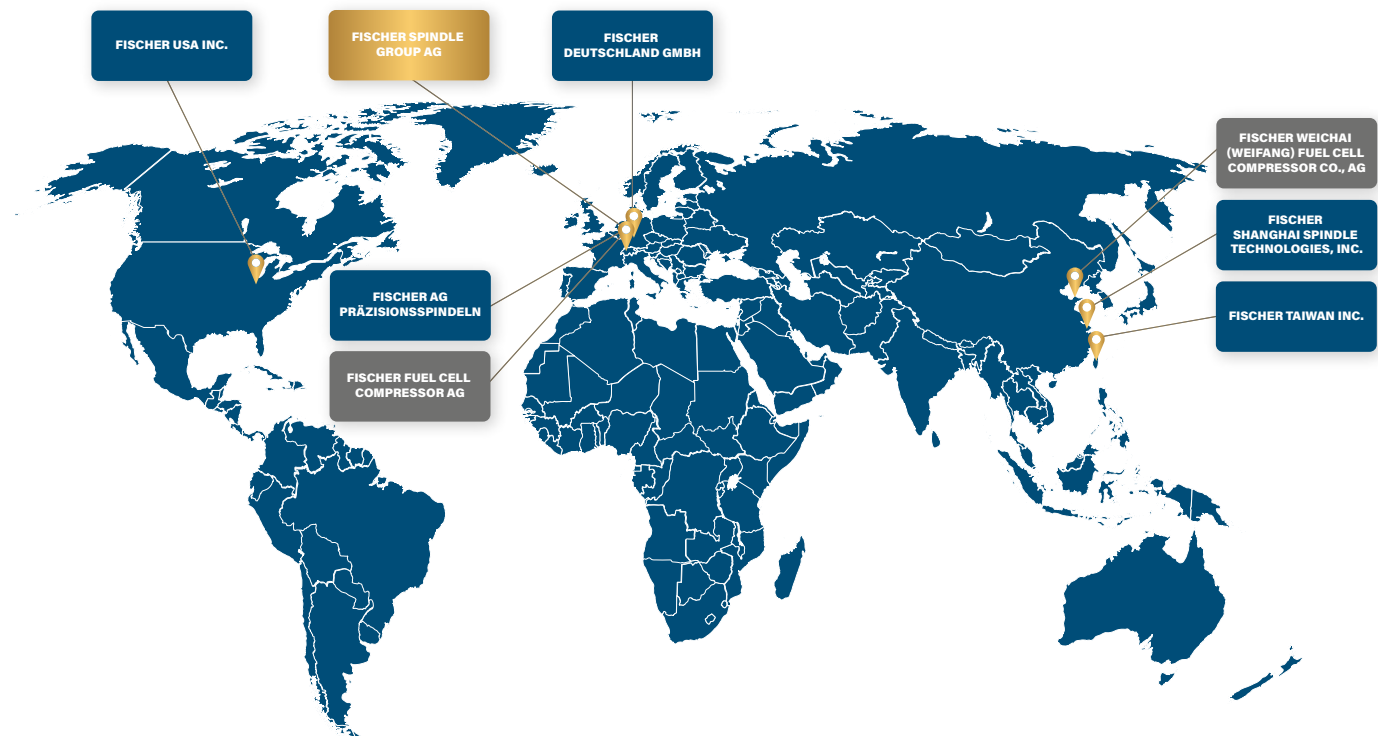 FISCHER USA INC.
FISCHER SPINDLE
GROUP AG
FISCHER
DEUTSCHLAND GMBH
FISCHER WEICHAI
(WEIFANG) FUEL CELL
COMPRESSOR CO., AG
FISCHER
SHANGHAI SPINDLE
TECHNOLOGIES, INC.
FISCHER AG
PRÄZISIONSSPINDELN
FISCHER TAIWAN INC.
FISCHER FUEL CELL
COMPRESSOR AG